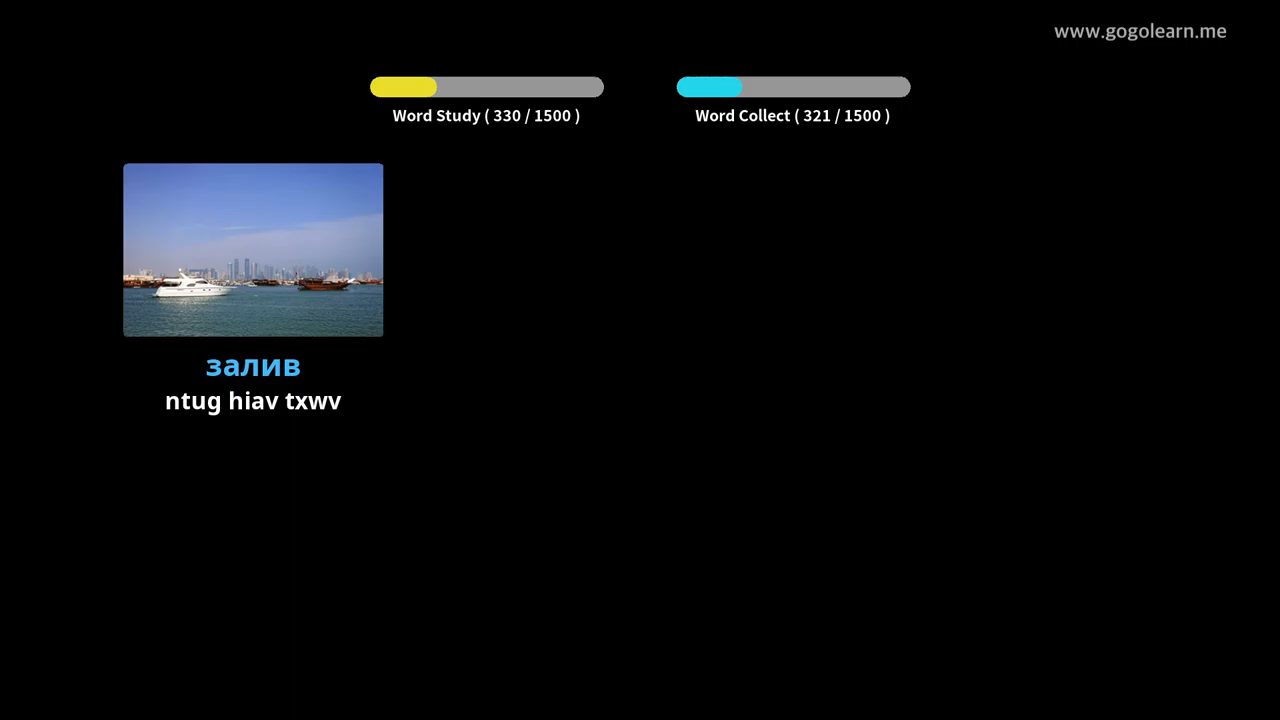 www.gogolearn.me
Word Study ( 330 / 1500 )
Word Collect ( 321 / 1500 )
залив
ntug hiav txwv